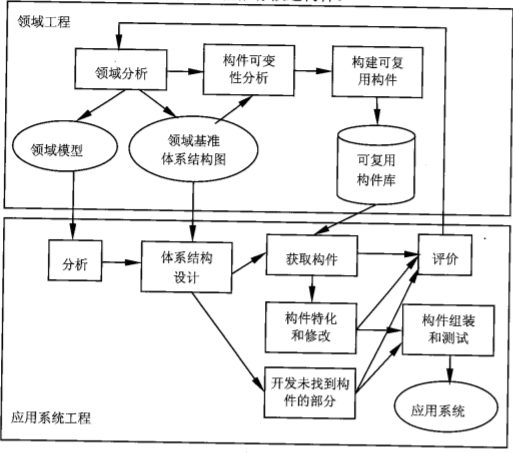 领域工程
领域分析
构件可变
性分析
构建可复
用构件
领域模型
领域基准
体系结构图
可复用
构件库
分析
体系结构
设计
获取构件
评价
构件特化
和修改
构件组装
和测试
开发未找到构
件的部分
应用系统
应用系统工程